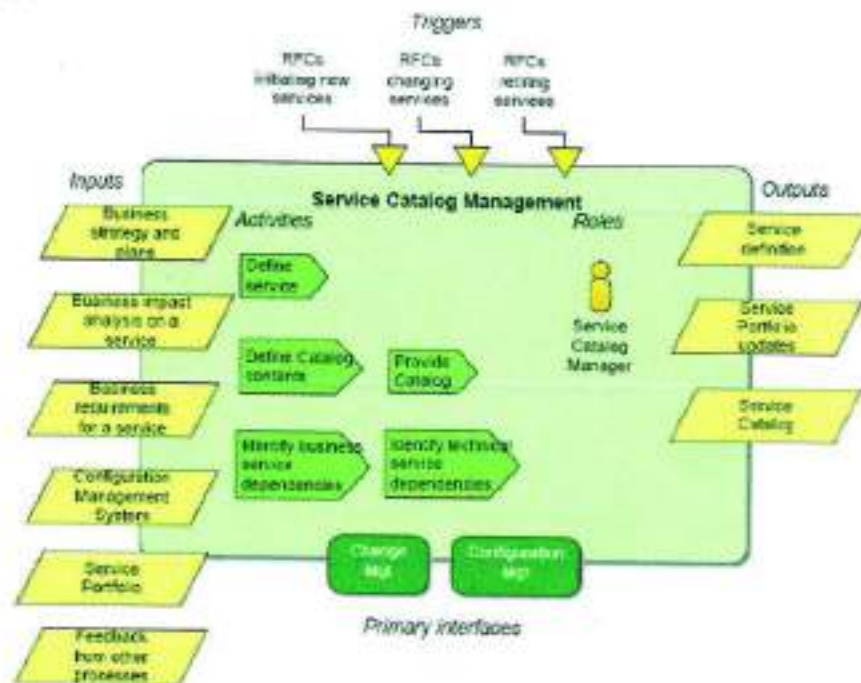 Triggers
RFCs
initiating new
services
RFCs
changing
services
RFCs
retiring
services
Inputs
Service Catalog Management
Outputs
Activities
Roles
Business
strategy and
plans
Business impact
analysis on a
service
Business
requirements
for a service
Configuration
Management
System
Service
Portfolio
Feedback
from other
processes
Define
service
Define Catalog
contents
Provide
Catalog
Identify business
service
dependencies
Identify technical
service
dependencies
Service
Catalog
Manager
Service
definition
Service
Portfolio
updates
Service
Catalog
Change
Mgt
Configuration
Mgt
Primary interfaces